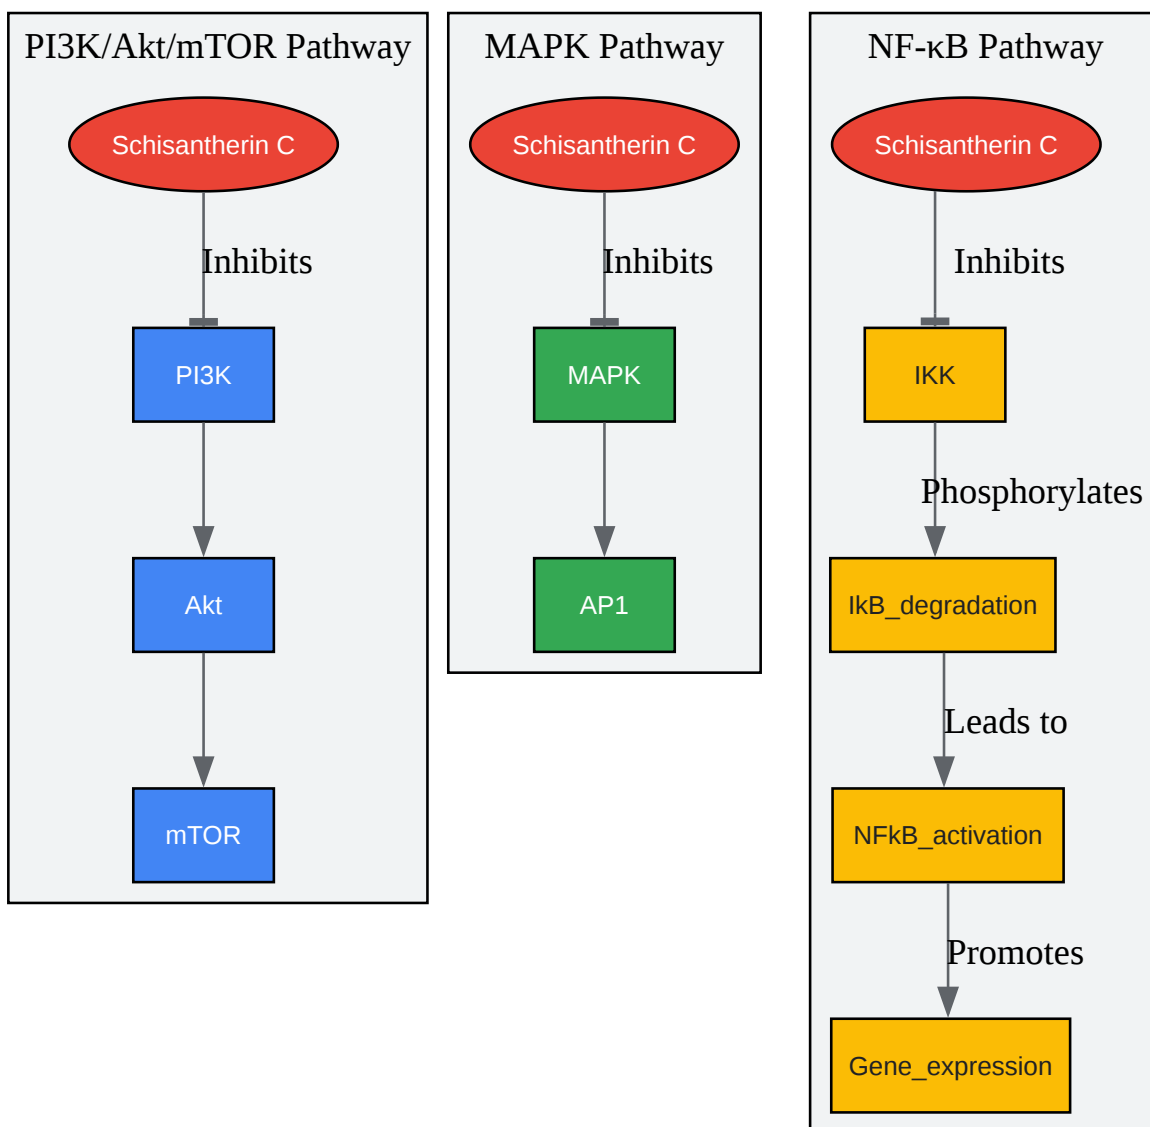 PI3K/Akt/mTOR Pathway
Schisantherin C
Inhibits
PI3K
Akt
mTOR
MAPK Pathway
Schisantherin C
Inhibits
MAPK
AP1
NF-κB Pathway
Schisantherin C
Inhibits
IKK
Phosphorylates
IkB_degradation
Leads to
NFkB_activation
Promotes
Gene_expression